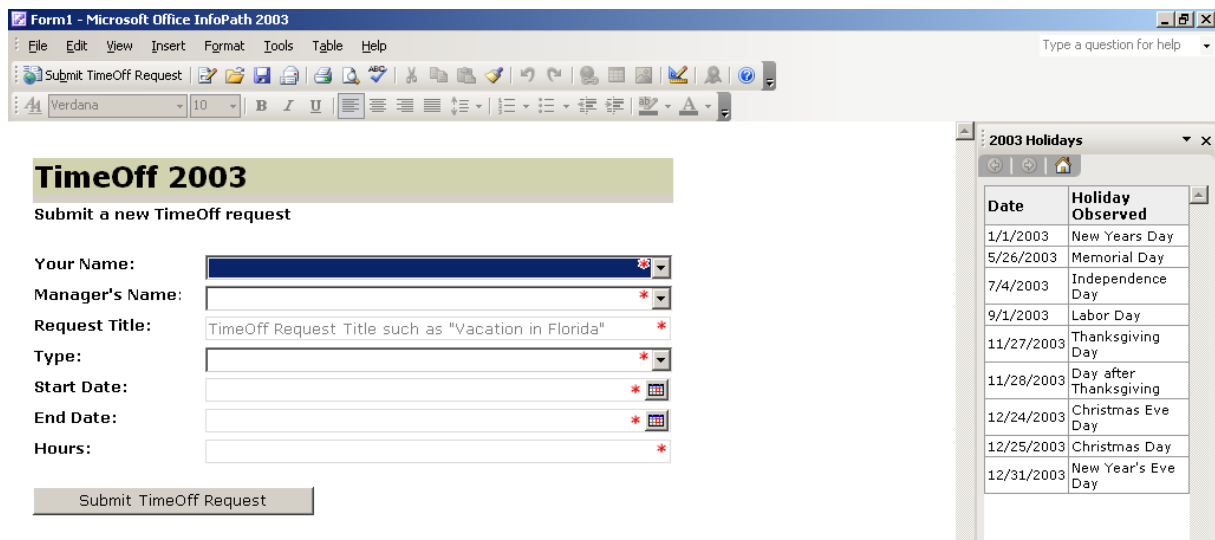 Form1 - Microsoft Office InfoPath 2003
File Edit View Insert Format Tools Table Help
Type a question for help
Submit TimeOff Request
Verdana 10 B I U
TimeOff 2003
Submit a new TimeOff request
Your Name: *
Manager's Name: *
Request Title: TimeOff Request Title such as "Vacation in Florida" *
Type: *
Start Date: *
End Date: *
Hours: *
Submit TimeOff Request
2003 Holidays
Date Holiday
Observed
1/1/2003 New Years Day
5/26/2003 Memorial Day
7/4/2003 Independence
Day
9/1/2003 Labor Day
11/27/2003 Thanksgiving
Day
11/28/2003 Day after
Thanksgiving
12/24/2003 Christmas Eve
Day
12/25/2003 Christmas Day
12/31/2003 New Year's Eve
Day